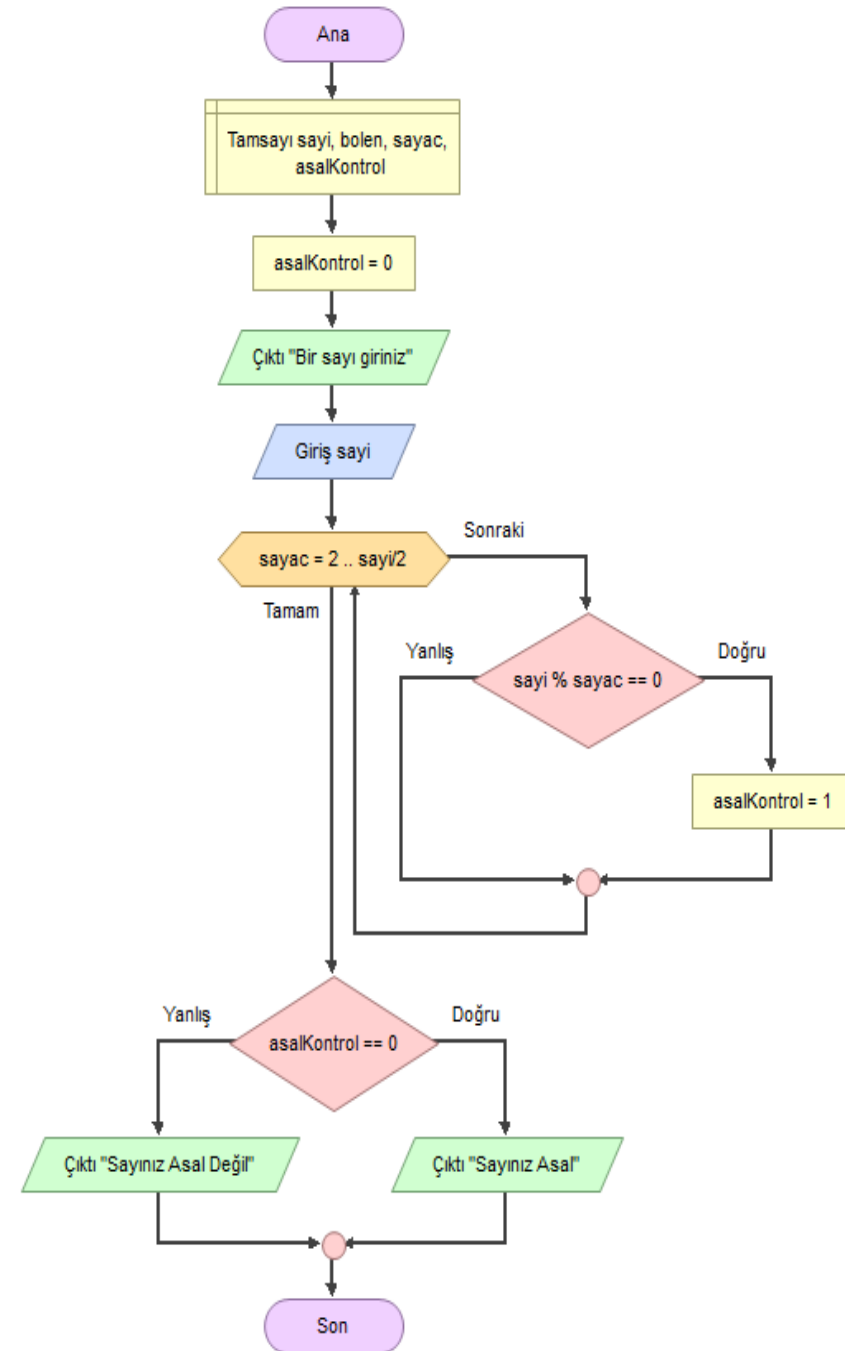 Ana
Tamsayı sayi, bolen, sayac,
asalKontrol
asalKontrol = 0
Çıktı "Bir sayı giriniz"
Giriş sayi
sayac = 2 .. sayi/2
Sonraki
Tamam
Yanlış
sayi % sayac == 0
Doğru
asalKontrol = 1
Yanlış
asalKontrol == 0
Doğru
Çıktı "Sayınız Asal Değil"
Çıktı "Sayınız Asal"
Son